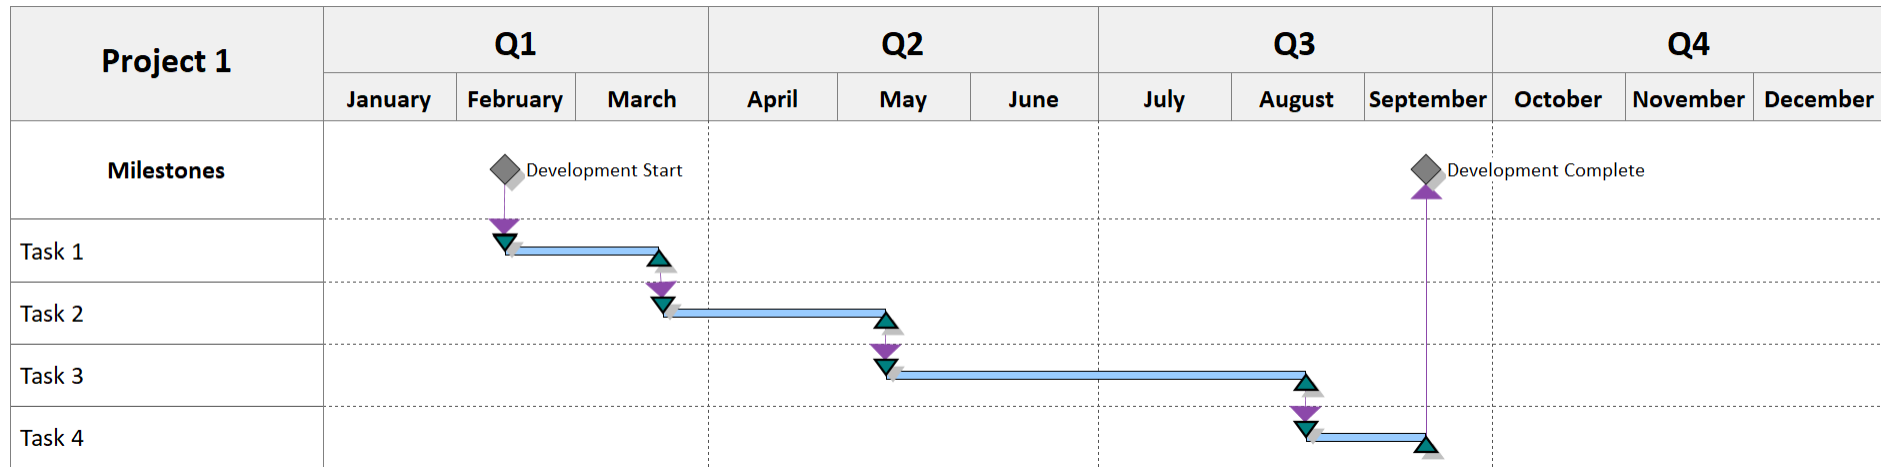 Project 1
Q1 Q2 Q3 Q4
January February March April May June July August September October November December
Milestones Development Start Development Complete
Task 1
Task 2
Task 3
Task 4